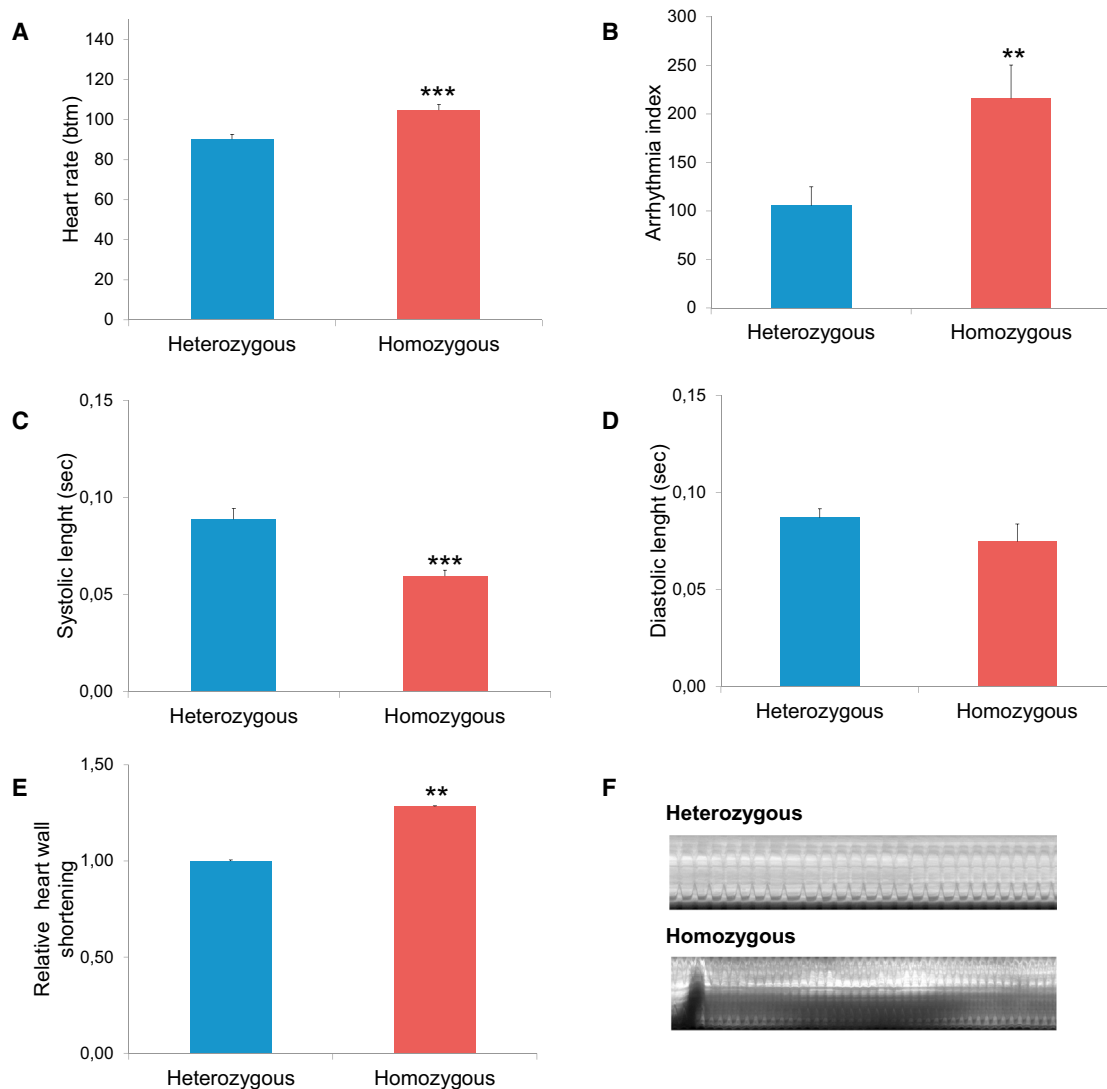 A
140
120
100
80
60
40
20
0
Heart rate (btm)
***
Heterozygous
Homozygous
B
300
250
200
150
100
50
0
Arrhythmia index
**
Heterozygous
Homozygous
C
0,15
0,10
0,05
0,00
Systolic lenght (sec)
***
Heterozygous
Homozygous
D
0,15
0,10
0,05
0,00
Diastolic lenght (sec)
Heterozygous
Homozygous
E
1,50
1,00
0,50
0,00
Relative heart wall
shortening
**
Heterozygous
Homozygous
F
Heterozygous
Homozygous